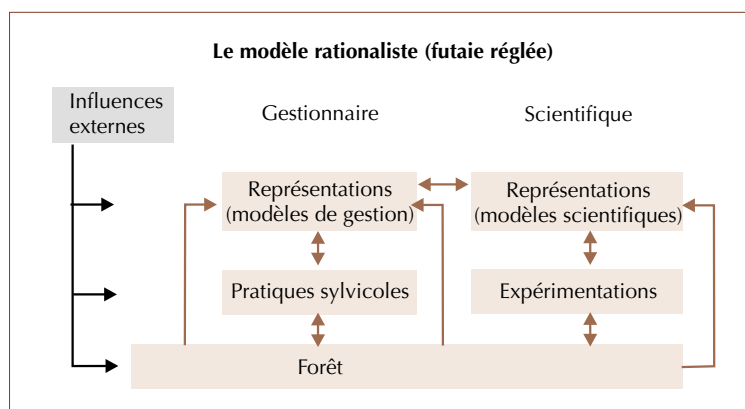 Le modèle rationaliste (futaie réglée)
Influences
externes
Gestionnaire
Scientifique
Représentations
(modèles de gestion)
Représentations
(modèles scientifiques)
Pratiques sylvicoles
Expérimentations
Forêt